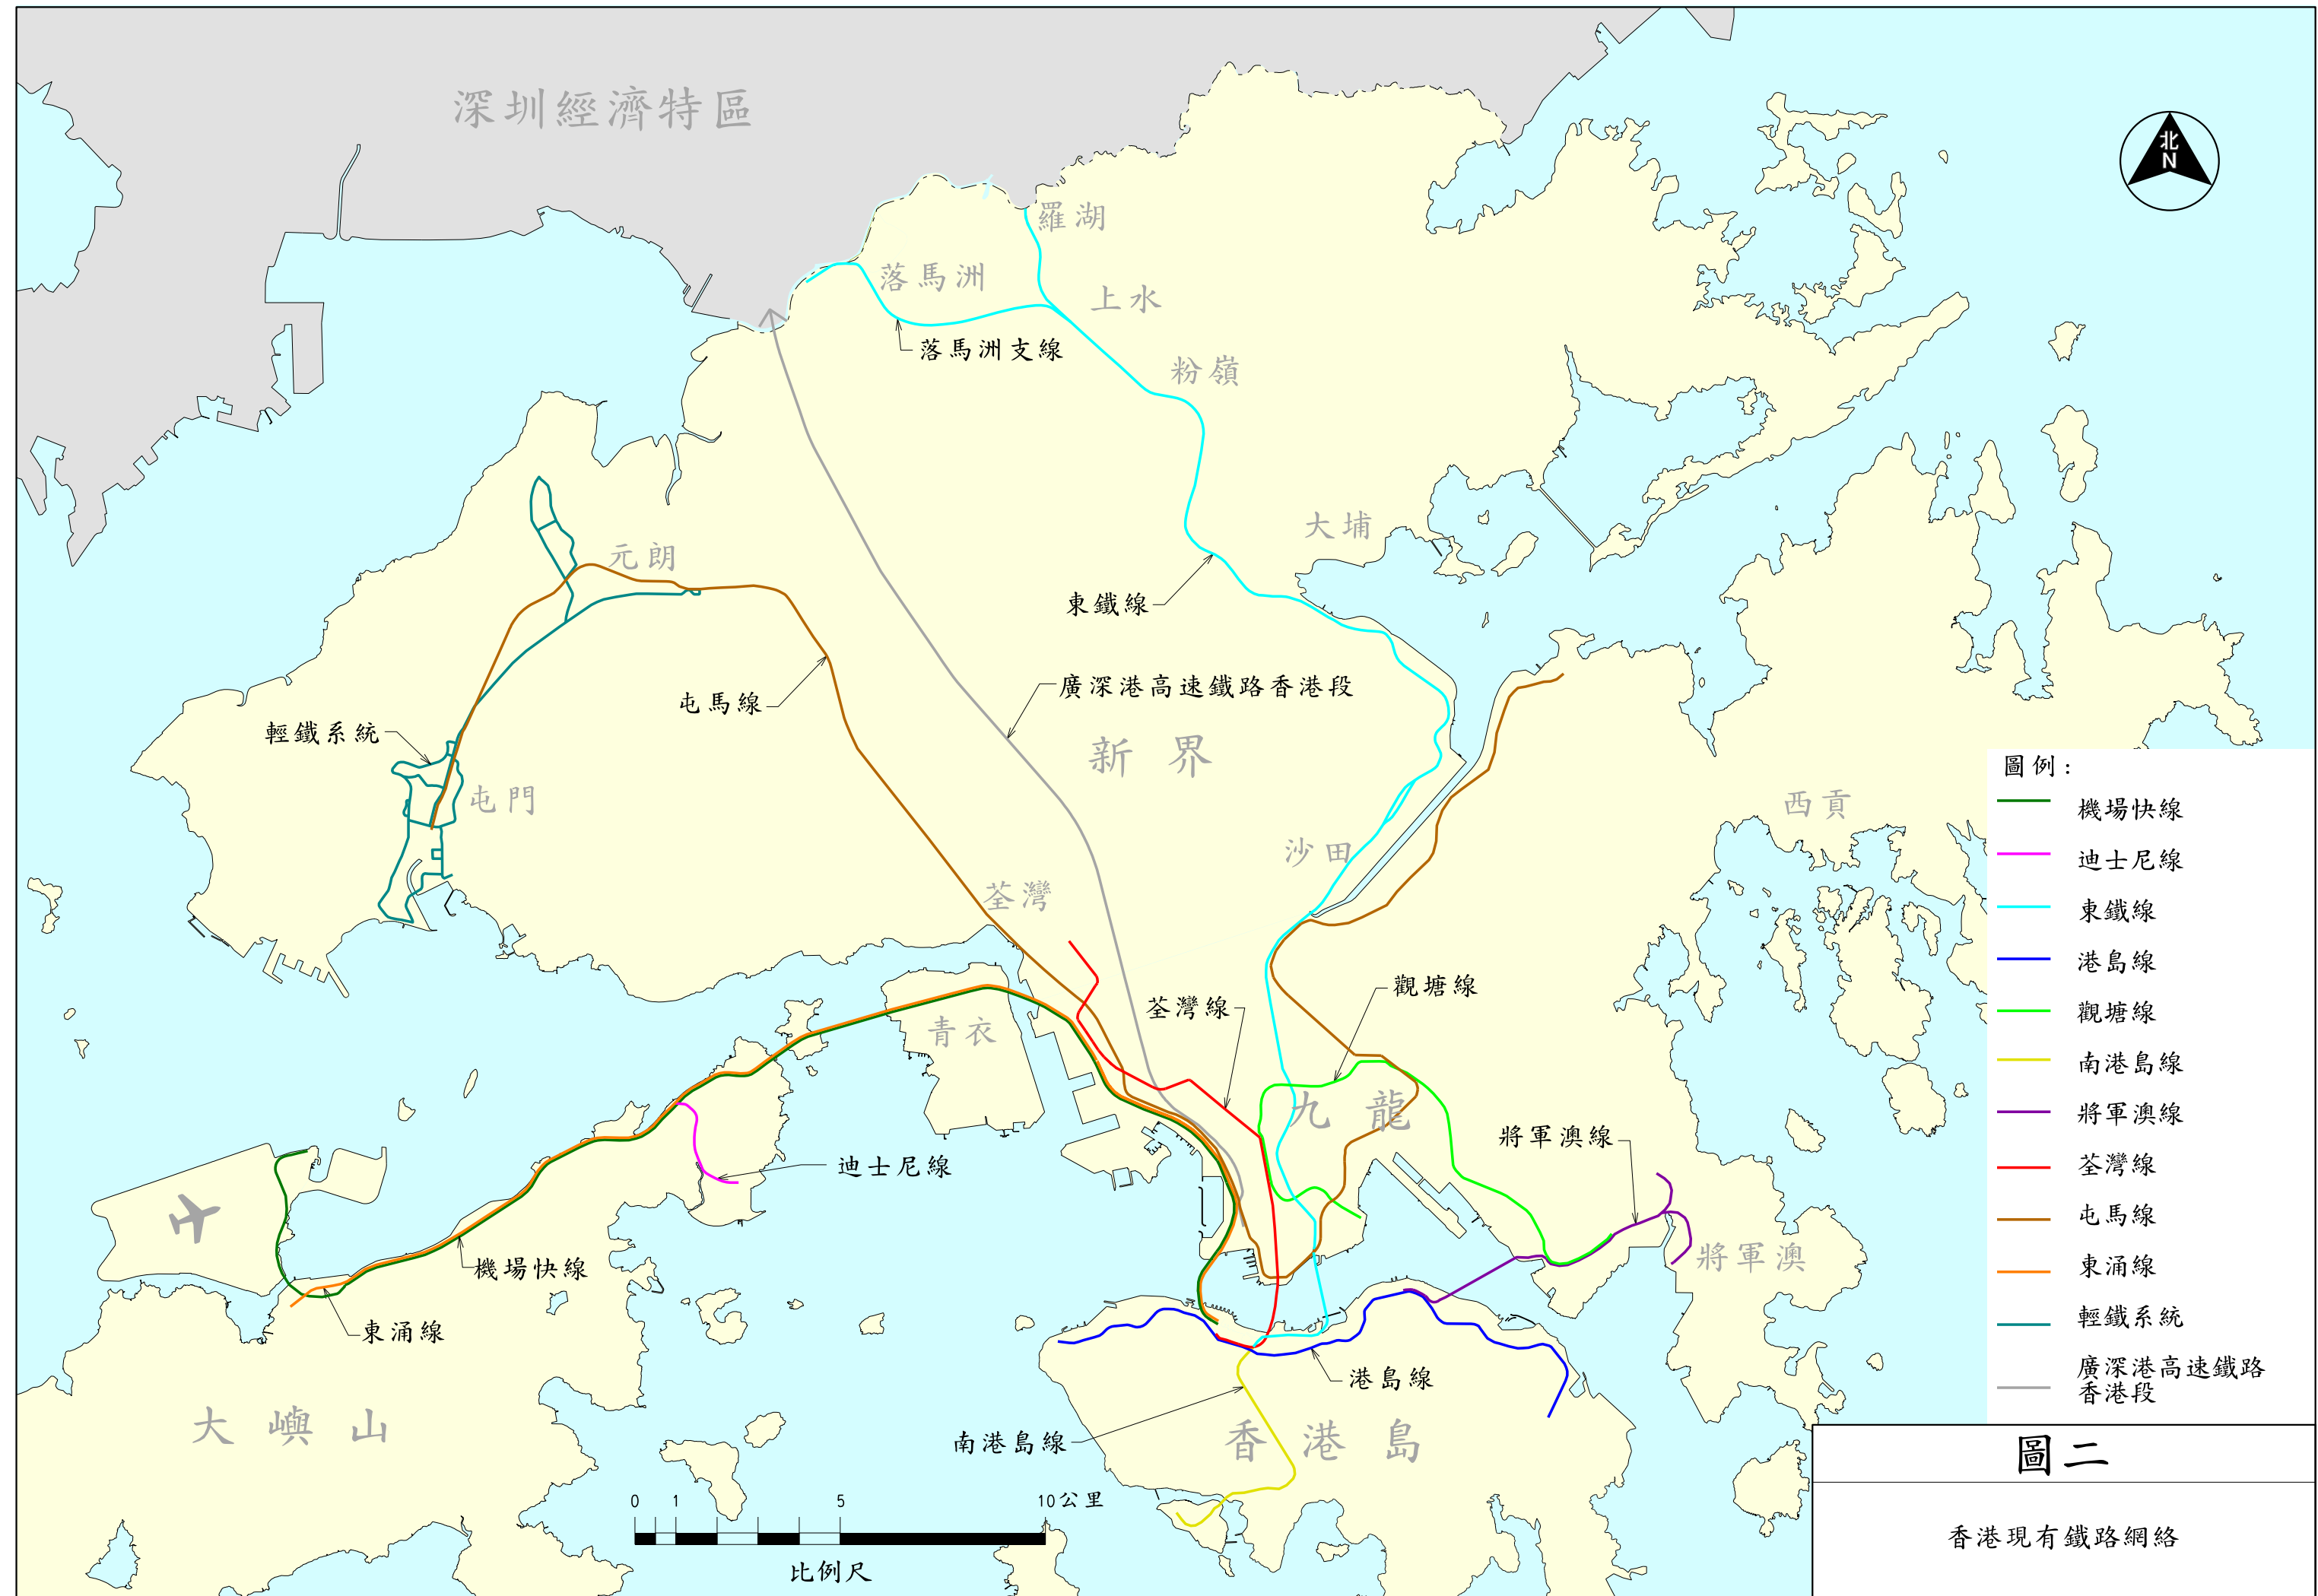 深圳經濟特區
北
N
羅湖
落馬洲
上水
落馬洲支線
粉嶺
大埔
元朗
東鐵線
廣深港高速鐵路香港段
屯馬線
輕鐵系統
新界
屯門
西貢
沙田
荃灣
觀塘線
荃灣線
青衣
九龍
將軍澳線
迪士尼線
將軍澳
機場快線
東涌線
港島線
南港島線
大嶼山
香港島
0 1 5 10公里
比例尺
圖例:
機場快線
迪士尼線
東鐵線
港島線
觀塘線
南港島線
將軍澳線
荃灣線
屯馬線
東涌線
輕鐵系統
廣深港高速鐵路
香港段
圖二
香港現有鐵路網絡